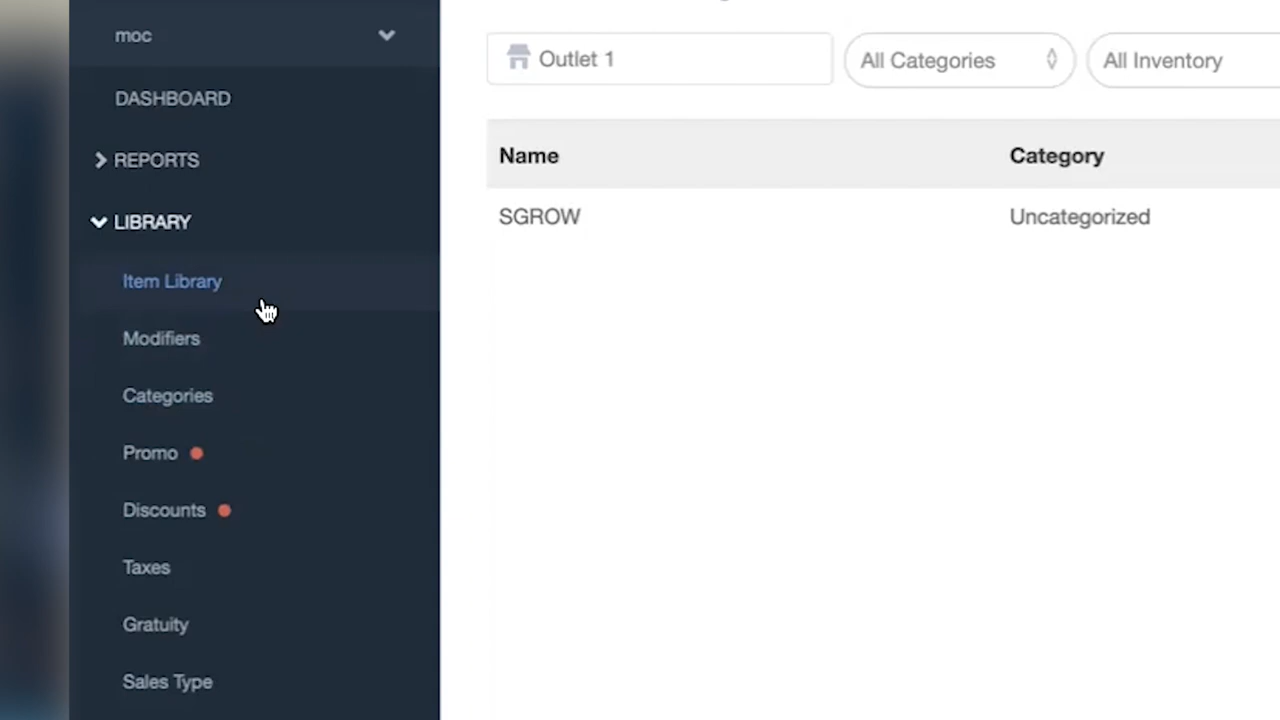 moc
DASHBOARD
REPORTS
LIBRARY
Item Library
Modifiers
Categories
Promo
Discounts
Taxes
Gratuity
Sales Type
Outlet 1
All Categories
All Inventory
Name Category
SGROW Uncategorized